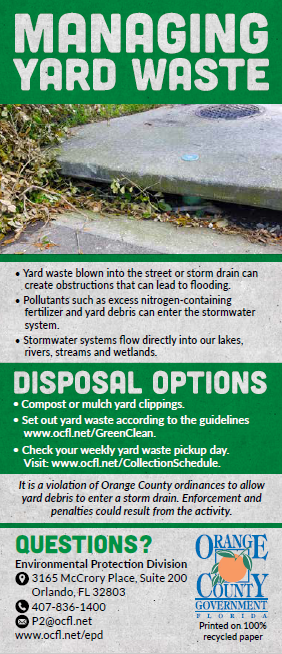 MANAGING
YARD WASTE
• Yard waste blown into the street or storm drain can
create obstructions that can lead to flooding.
• Pollutants such as excess nitrogen-containing
fertilizer and yard debris can enter the stormwater
system.
• Stormwater systems flow directly into our lakes,
rivers, streams and wetlands.
DISPOSAL OPTIONS
• Compost or mulch yard clippings.
• Set out yard waste according to the guidelines
www.ocfl.net/GreenClean.
• Check your weekly yard waste pickup day.
Visit: www.ocfl.net/CollectionSchedule.
It is a violation of Orange County ordinances to allow
yard debris to enter a storm drain. Enforcement and
penalties could result from the activity.
QUESTIONS?
Environmental Protection Division
3165 McCrory Place, Suite 200
Orlando, FL 32803
407-836-1400
P2@ocfl.net
www.ocfl.net/epd
ORANGE
COUNTY
GOVERNMENT
FLORIDA
Printed on 100%
recycled paper